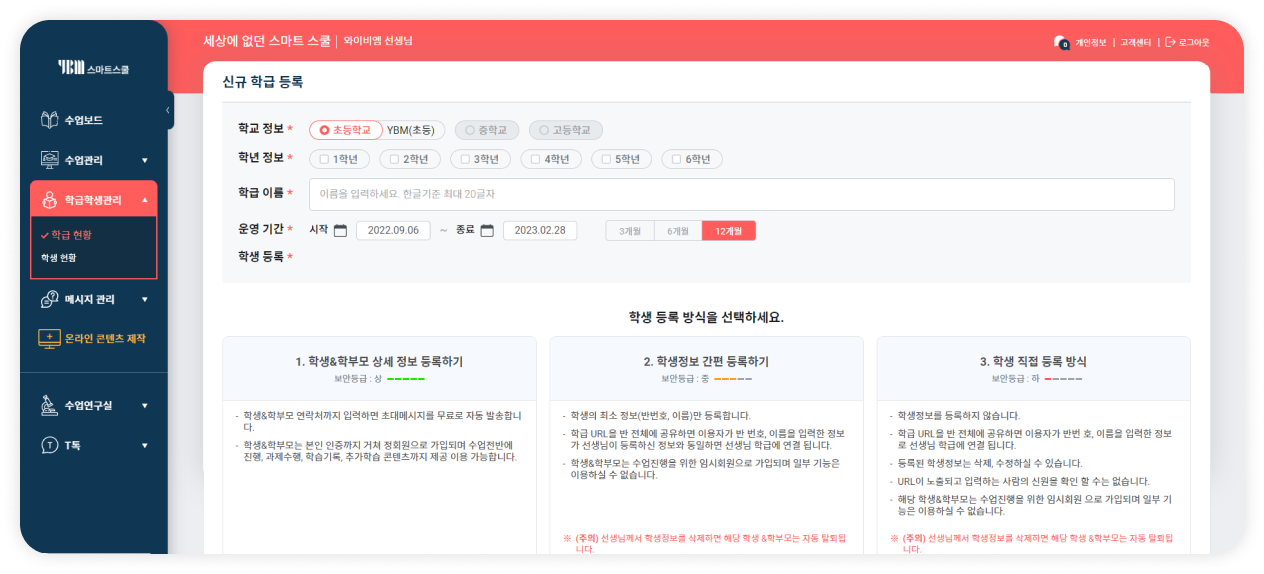 세상에 없던 스마트 스쿨 | 와이비엠 선생님
0 개인정보 | 고객센터 | 로그아웃
YBM 스마트스쿨
수업보드
수업관리
학급학생관리
학급 현황
학생 현황
메시지 관리
온라인 콘텐츠 제작
수업연구실
T톡
신규 학급 등록
학교 정보 * 초등학교 YBM(초등) 중학교 고등학교
학년 정보 * 1학년 2학년 3학년 4학년 5학년 6학년
학급 이름 * 이름을 입력하세요. 한글기준 최대 20글자
운영 기간 * 시작 2022.09.06 ~ 종료 2023.02.28 3개월 6개월 12개월
학생 등록 *
학생 등록 방식을 선택하세요.
1. 학생&학부모 상세 정보 등록하기
보안등급 : 상
- 학생&학부모 연락처까지 입력하면 초대메시지를 무료로 자동 발송합니
다.
- 학생&학부모는 본인 인증까지 거쳐 정회원으로 가입되며 수업전반에
진행, 과제수행, 학습기록, 추가학습 콘텐츠까지 제공 이용 가능합니다.
2. 학생정보 간편 등록하기
보안등급 : 중
- 학생의 최소 정보(반번호, 이름)만 등록합니다.
- 학급 URL을 반 전체에 공유하면 이용자가 반 번호, 이름을 입력한 정보
가 선생님이 등록하신 정보와 동일하면 선생님 학급에 연결 됩니다.
- 학생&학부모는 수업진행을 위한 임시회원으로 가입되며 일부 기능은
이용하실 수 없습니다.
※ (주의) 선생님께서 학생정보를 삭제하면 해당 학생 &학부모는 자동 탈퇴됩
니다.
3. 학생 직접 등록 방식
보안등급 : 하
- 학생정보를 등록하지 않습니다.
- 학급 URL을 반 전체에 공유하면 이용자가 반번 호, 이름을 입력한 정보
로 선생님 학급에 연결 됩니다.
- 등록된 학생정보는 삭제, 수정하실 수 있습니다.
- URL이 노출되고 입력하는 사람의 신원을 확인 할 수는 없습니다.
- 해당 학생&학부모는 수업진행을 위한 임시회원 으로 가입되며 일부 기
능은 이용하실 수 없습니다.
※ (주의) 선생님께서 학생정보를 삭제하면 해당 학생 &학부모는 자동 탈퇴됩
니다.